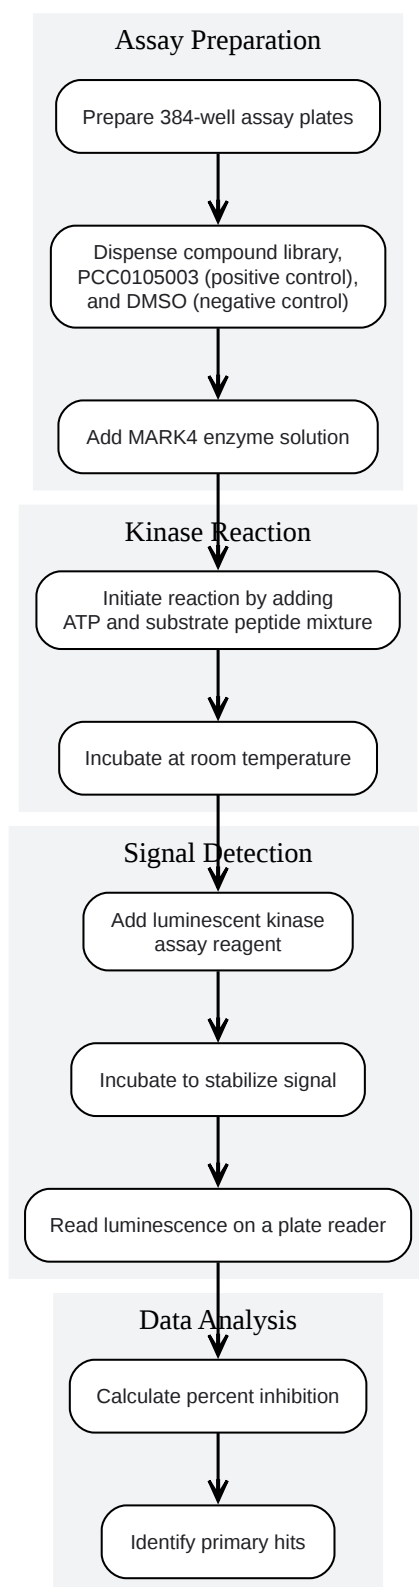 Assay Preparation
Prepare 384-well assay plates
Dispense compound library,
PCC0105003 (positive control),
and DMSO (negative control)
Add MARK4 enzyme solution
Kinase Reaction
Initiate reaction by adding
ATP and substrate peptide mixture
Incubate at room temperature
Signal Detection
Add luminescent kinase
assay reagent
Incubate to stabilize signal
Read luminescence on a plate reader
Data Analysis
Calculate percent inhibition
Identify primary hits